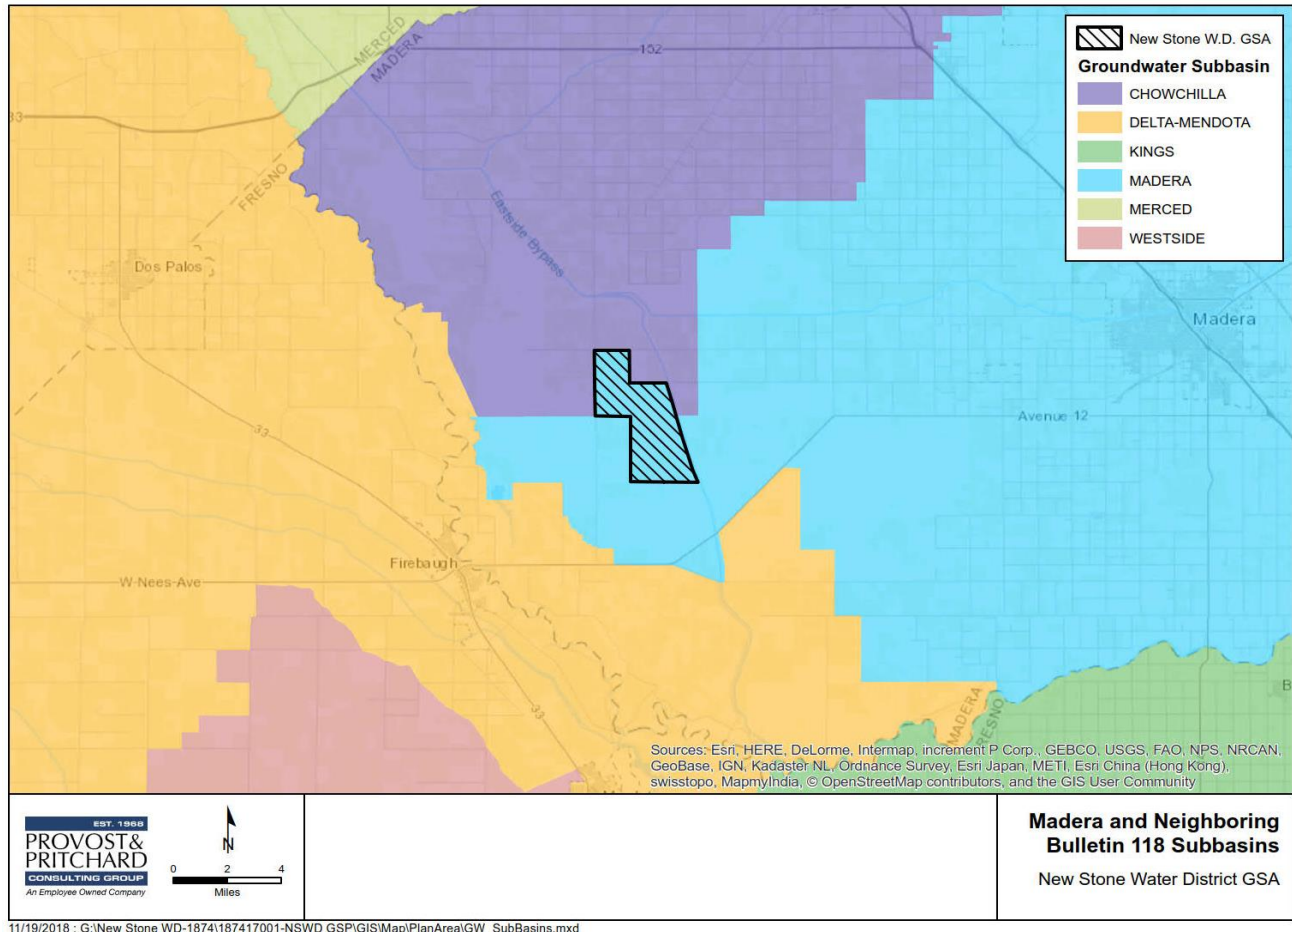 New Stone W.D. GSA
Groundwater Subbasin
CHOWCHILLA
DELTA-MENDOTA
KINGS
MADERA
MERCED
WESTSIDE
MERCED
MADERA
152
33
FRESNO
Eastside Bypass
Dos Palos
Madera
Avenue 12
33
Firebaugh
W Nees-Ave
33
MADERA
Sources: Esri, HERE, DeLorme, Intermap, increment P Corp., GEBCO, USGS, FAO, NPS, NRCAN,
GeoBase, IGN, Kadaster NL, Ordnance Survey, Esri Japan, METI, Esri China (Hong Kong),
swisstopo, MapmyIndia, © OpenStreetMap contributors, and the GIS User Community
EST. 1968
PROVOST&
PRITCHARD
CONSULTING GROUP
An Employee Owned Company
N
0 2 4
Miles
Madera and Neighboring
Bulletin 118 Subbasins
New Stone Water District GSA
11/19/2018 : G:\New Stone WD-1874\187417001-NSWD GSP\GIS\Map\PlanArea\GW_SubBasins.mxd